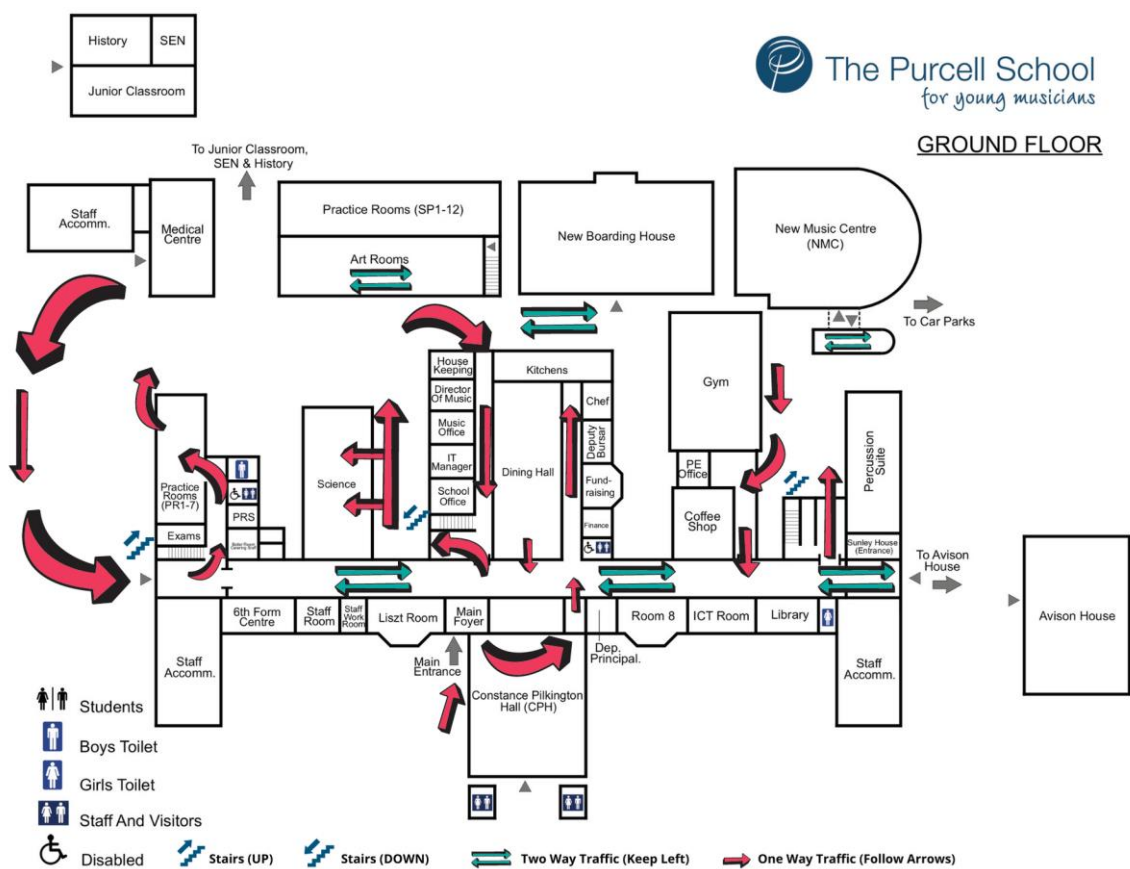 History
SEN
Junior Classroom
The Purcell School
for young musicians
GROUND FLOOR
To Junior Classroom,
SEN & History
Staff
Accomm.
Medical
Centre
Practice Rooms (SP1-12)
Art Rooms
New Boarding House
New Music Centre
(NMC)
To Car Parks
House
Keeping
Director
Of Music
Music
Office
IT
Manager
School
Office
Kitchens
Dining Hall
Chef
Deputy
Bursar
Fund-
raising
Finance
Gym
PE
Office
Coffee
Shop
Percussion
Suite
Sunley House
(Entrance)
To Avison
House
Avison House
Practice
Rooms
(PR1-7)
Exams
PRS
Science
6th Form
Centre
Staff
Room
Staff
Work
Room
Liszt Room
Main
Foyer
Dep.
Principal.
Room 8
ICT Room
Library
Staff
Accomm.
Main
Entrance
Constance Pilkington
Hall (CPH)
Staff
Accomm.
Students
Boys Toilet
Girls Toilet
Staff And Visitors
Disabled
Stairs (UP)
Stairs (DOWN)
Two Way Traffic (Keep Left)
One Way Traffic (Follow Arrows)